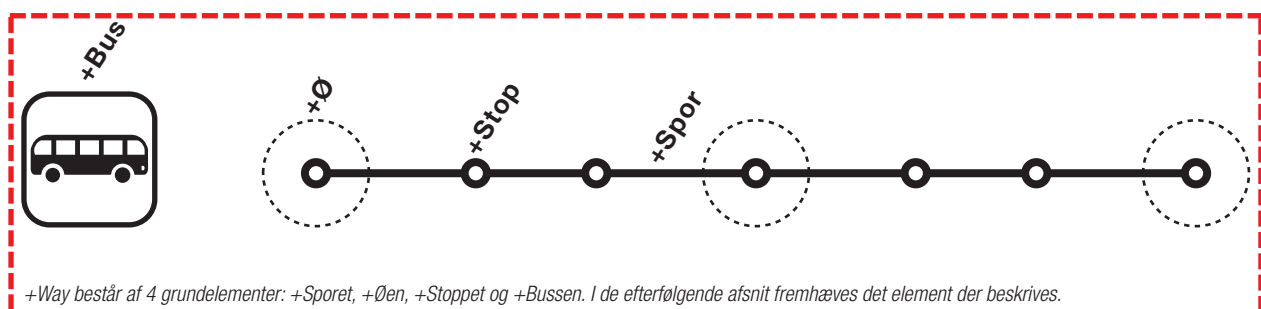 +Bus
+Ø
+Stop
+Spor
+Way består af 4 grundelementer: +Sporet, +Øen, +Stoppet og +Bussen. I de efterfølgende afsnit fremhæves det element der beskrives.